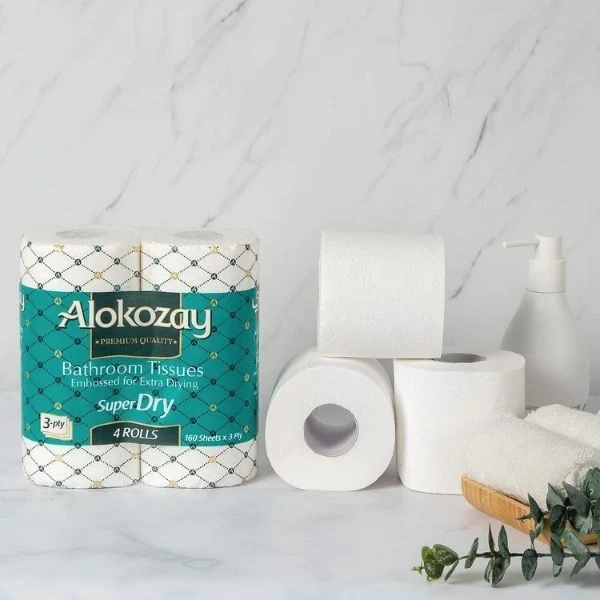 Alokozay
PREMIUM QUALITY
Bathroom Tissues
Embossed for Extra Drying
Super Dry
3-ply
4 ROLLS
160 Sheets x 3 Ply